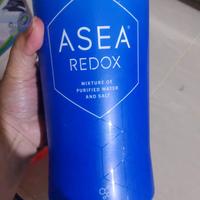 ASEA®
REDOX
MIXTURE OF
PURIFIED WATER
AND SALT